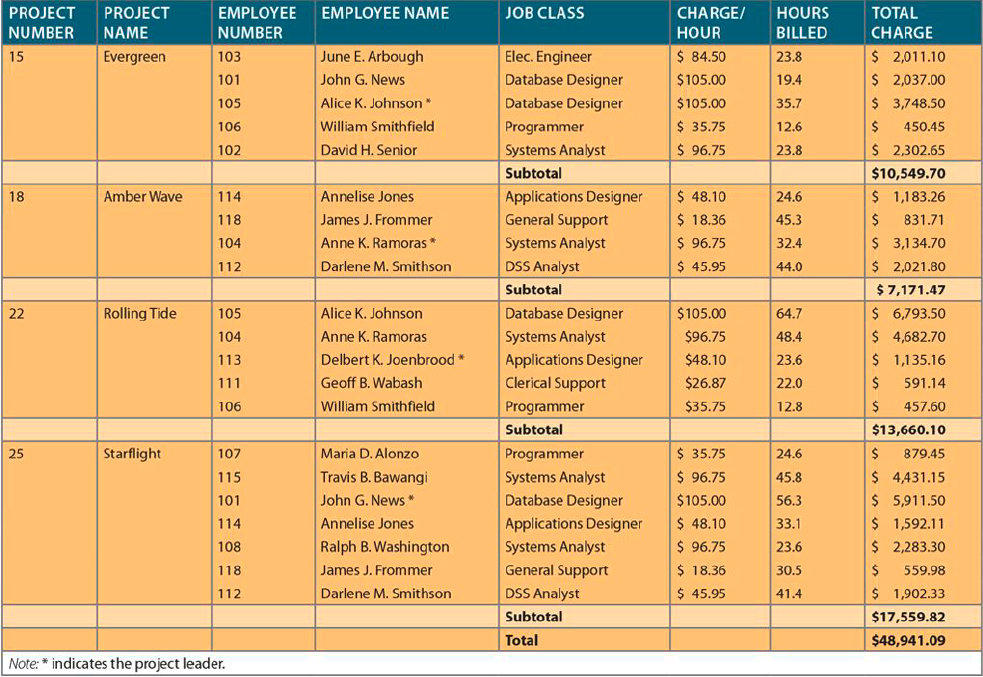 PROJECT NUMBER PROJECT NAME EMPLOYEE NUMBER EMPLOYEE NAME JOB CLASS CHARGE/ HOUR HOURS BILLED TOTAL CHARGE
15 Evergreen 103 June E. Arbough Elec. Engineer $ 84.50 23.8 $ 2,011.10
101 John G. News Database Designer $105.00 19.4 $ 2,037.00
105 Alice K. Johnson * Database Designer $105.00 35.7 $ 3,748.50
106 William Smithfield Programmer $ 35.75 12.6 $ 450.45
102 David H. Senior Systems Analyst $ 96.75 23.8 $ 2,302.65
Subtotal $10,549.70
18 Amber Wave 114 Annelise Jones Applications Designer $ 48.10 24.6 $ 1,183.26
118 James J. Frommer General Support $ 18.36 45.3 $ 831.71
104 Anne K. Ramoras * Systems Analyst $ 96.75 32.4 $ 3,134.70
112 Darlene M. Smithson DSS Analyst $ 45.95 44.0 $ 2,021.80
Subtotal $ 7,171.47
22 Rolling Tide 105 Alice K. Johnson Database Designer $105.00 64.7 $ 6,793.50
104 Anne K. Ramoras Systems Analyst $96.75 48.4 $ 4,682.70
113 Delbert K. Joenbrood * Applications Designer $48.10 23.6 $ 1,135.16
111 Geoff B. Wabash Clerical Support $26.87 22.0 $ 591.14
106 William Smithfield Programmer $35.75 12.8 $ 457.60
Subtotal $13,660.10
25 Starflight 107 Maria D. Alonzo Programmer $ 35.75 24.6 $ 879.45
115 Travis B. Bawangi Systems Analyst $ 96.75 45.8 $ 4,431.15
101 John G. News * Database Designer $105.00 56.3 $ 5,911.50
114 Annelise Jones Applications Designer $ 48.10 33.1 $ 1,592.11
108 Ralph B. Washington Systems Analyst $ 96.75 23.6 $ 2,283.30
118 James J. Frommer General Support $ 18.36 30.5 $ 559.98
112 Darlene M. Smithson DSS Analyst $ 45.95 41.4 $ 1,902.33
Subtotal $17,559.82
Total $48,941.09
Note: * indicates the project leader.